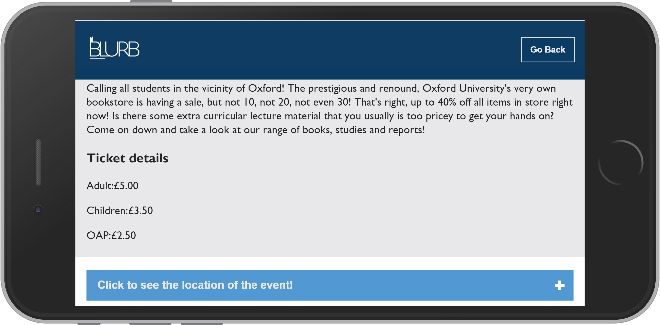 BLURB
Go Back
Calling all students in the vicinity of Oxford! The prestigious and renound, Oxford University's very own
bookstore is having a sale, but not 10, not 20, not even 30! That's right, up to 40% off all items in store right
now! Is there some extra curricular lecture material that you usually is too pricey to get your hands on?
Come on down and take a look at our range of books, studies and reports!
Ticket details
Adult:£5.00
Children:£3.50
OAP:£2.50
Click to see the location of the event!